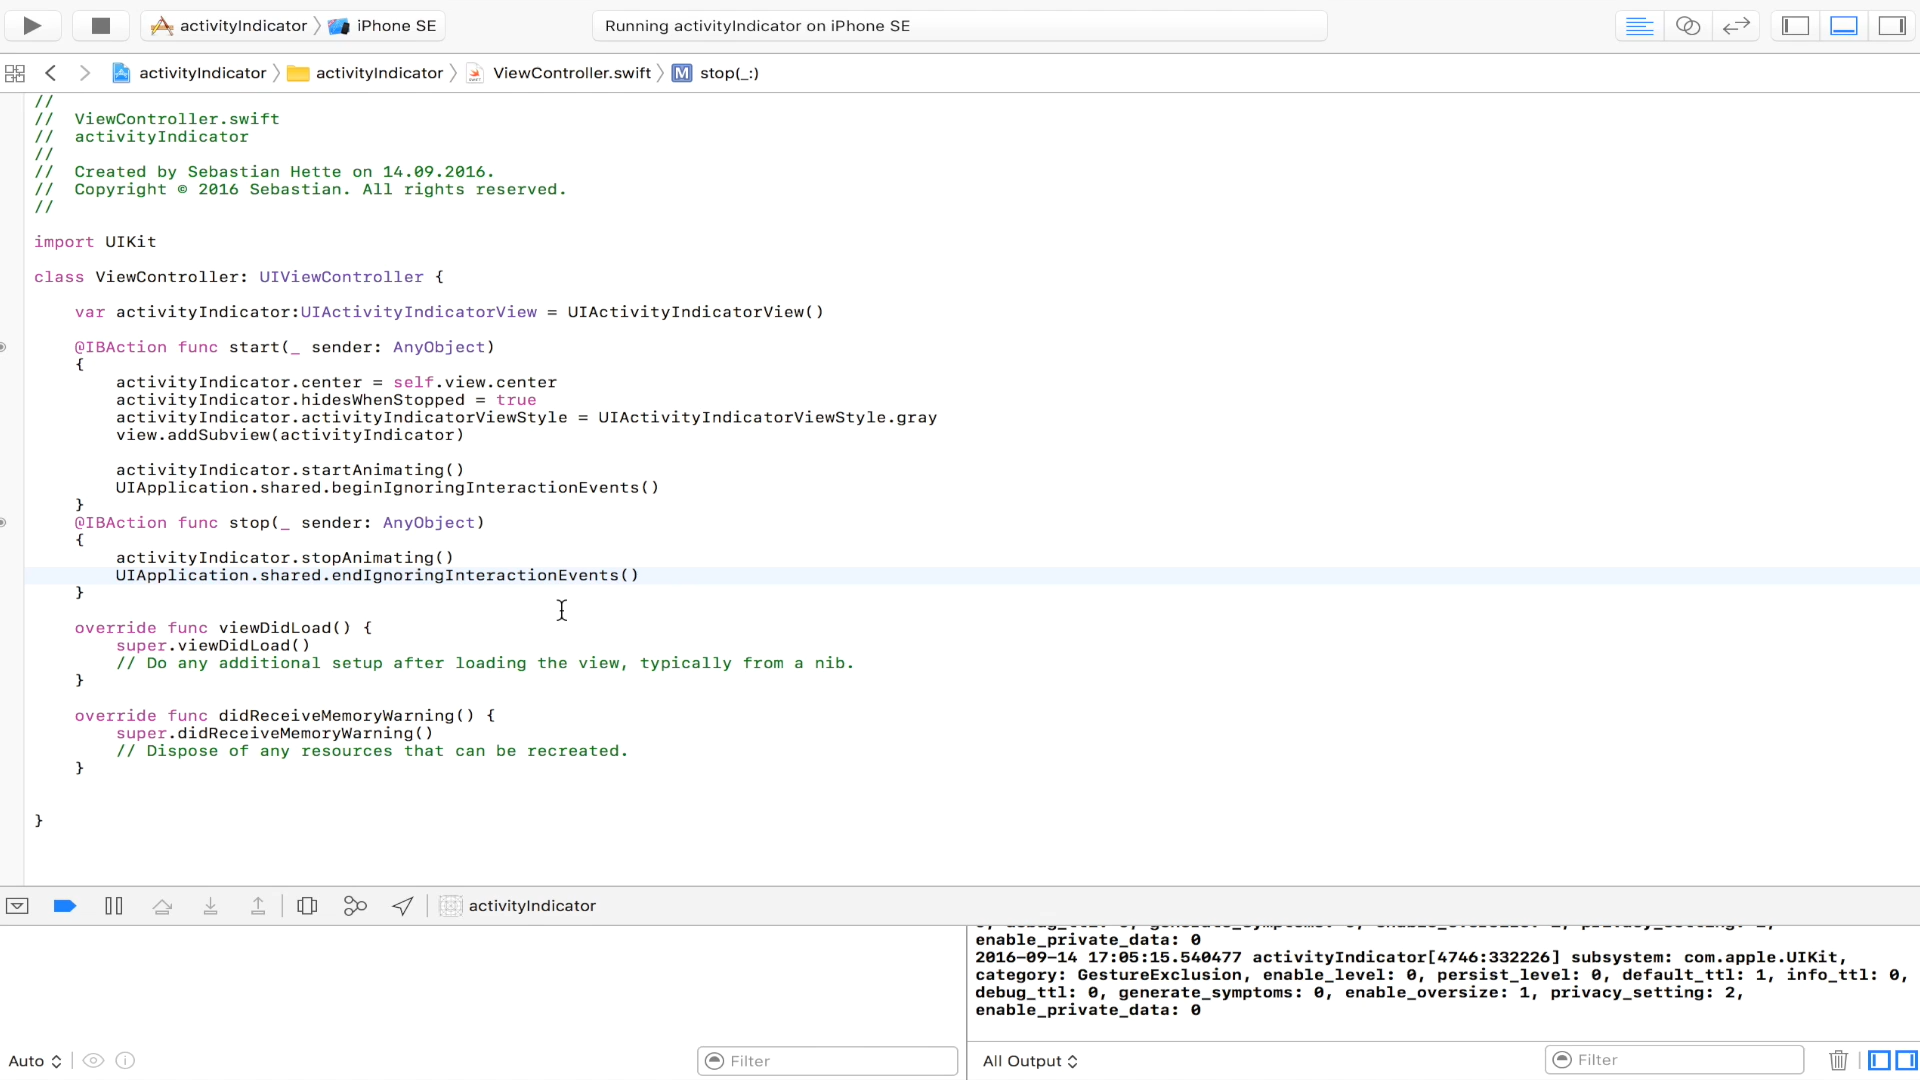 activityIndicator
iPhone SE
Running activityIndicator on iPhone SE
activityIndicator
activityIndicator
ViewController.swift
M
stop(_:)
//
//  ViewController.swift
//  activityIndicator
//
//  Created by Sebastian Hette on 14.09.2016.
//  Copyright © 2016 Sebastian. All rights reserved.
//
import UIKit
class ViewController: UIViewController {
var activityIndicator:UIActivityIndicatorView = UIActivityIndicatorView()
@IBAction func start(_ sender: AnyObject)
{
activityIndicator.center = self.view.center
activityIndicator.hidesWhenStopped = true
activityIndicator.activityIndicatorViewStyle = UIActivityIndicatorViewStyle.gray
view.addSubview(activityIndicator)
activityIndicator.startAnimating()
UIApplication.shared.beginIgnoringInteractionEvents()
}
@IBAction func stop(_ sender: AnyObject)
{
activityIndicator.stopAnimating()
UIApplication.shared.endIgnoringInteractionEvents()
}
override func viewDidLoad() {
super.viewDidLoad()
// Do any additional setup after loading the view, typically from a nib.
}
override func didReceiveMemoryWarning() {
super.didReceiveMemoryWarning()
// Dispose of any resources that can be recreated.
}
}
activityIndicator
enable_private_data: 0
2016-09-14 17:05:15.540477 activityIndicator[4746:332226] subsystem: com.apple.UIKit,
category: GestureExclusion, enable_level: 0, persist_level: 0, default_ttl: 1, info_ttl: 0,
debug_ttl: 0, generate_symptoms: 0, enable_oversize: 1, privacy_setting: 2,
enable_private_data: 0
Auto
Filter
All Output
Filter